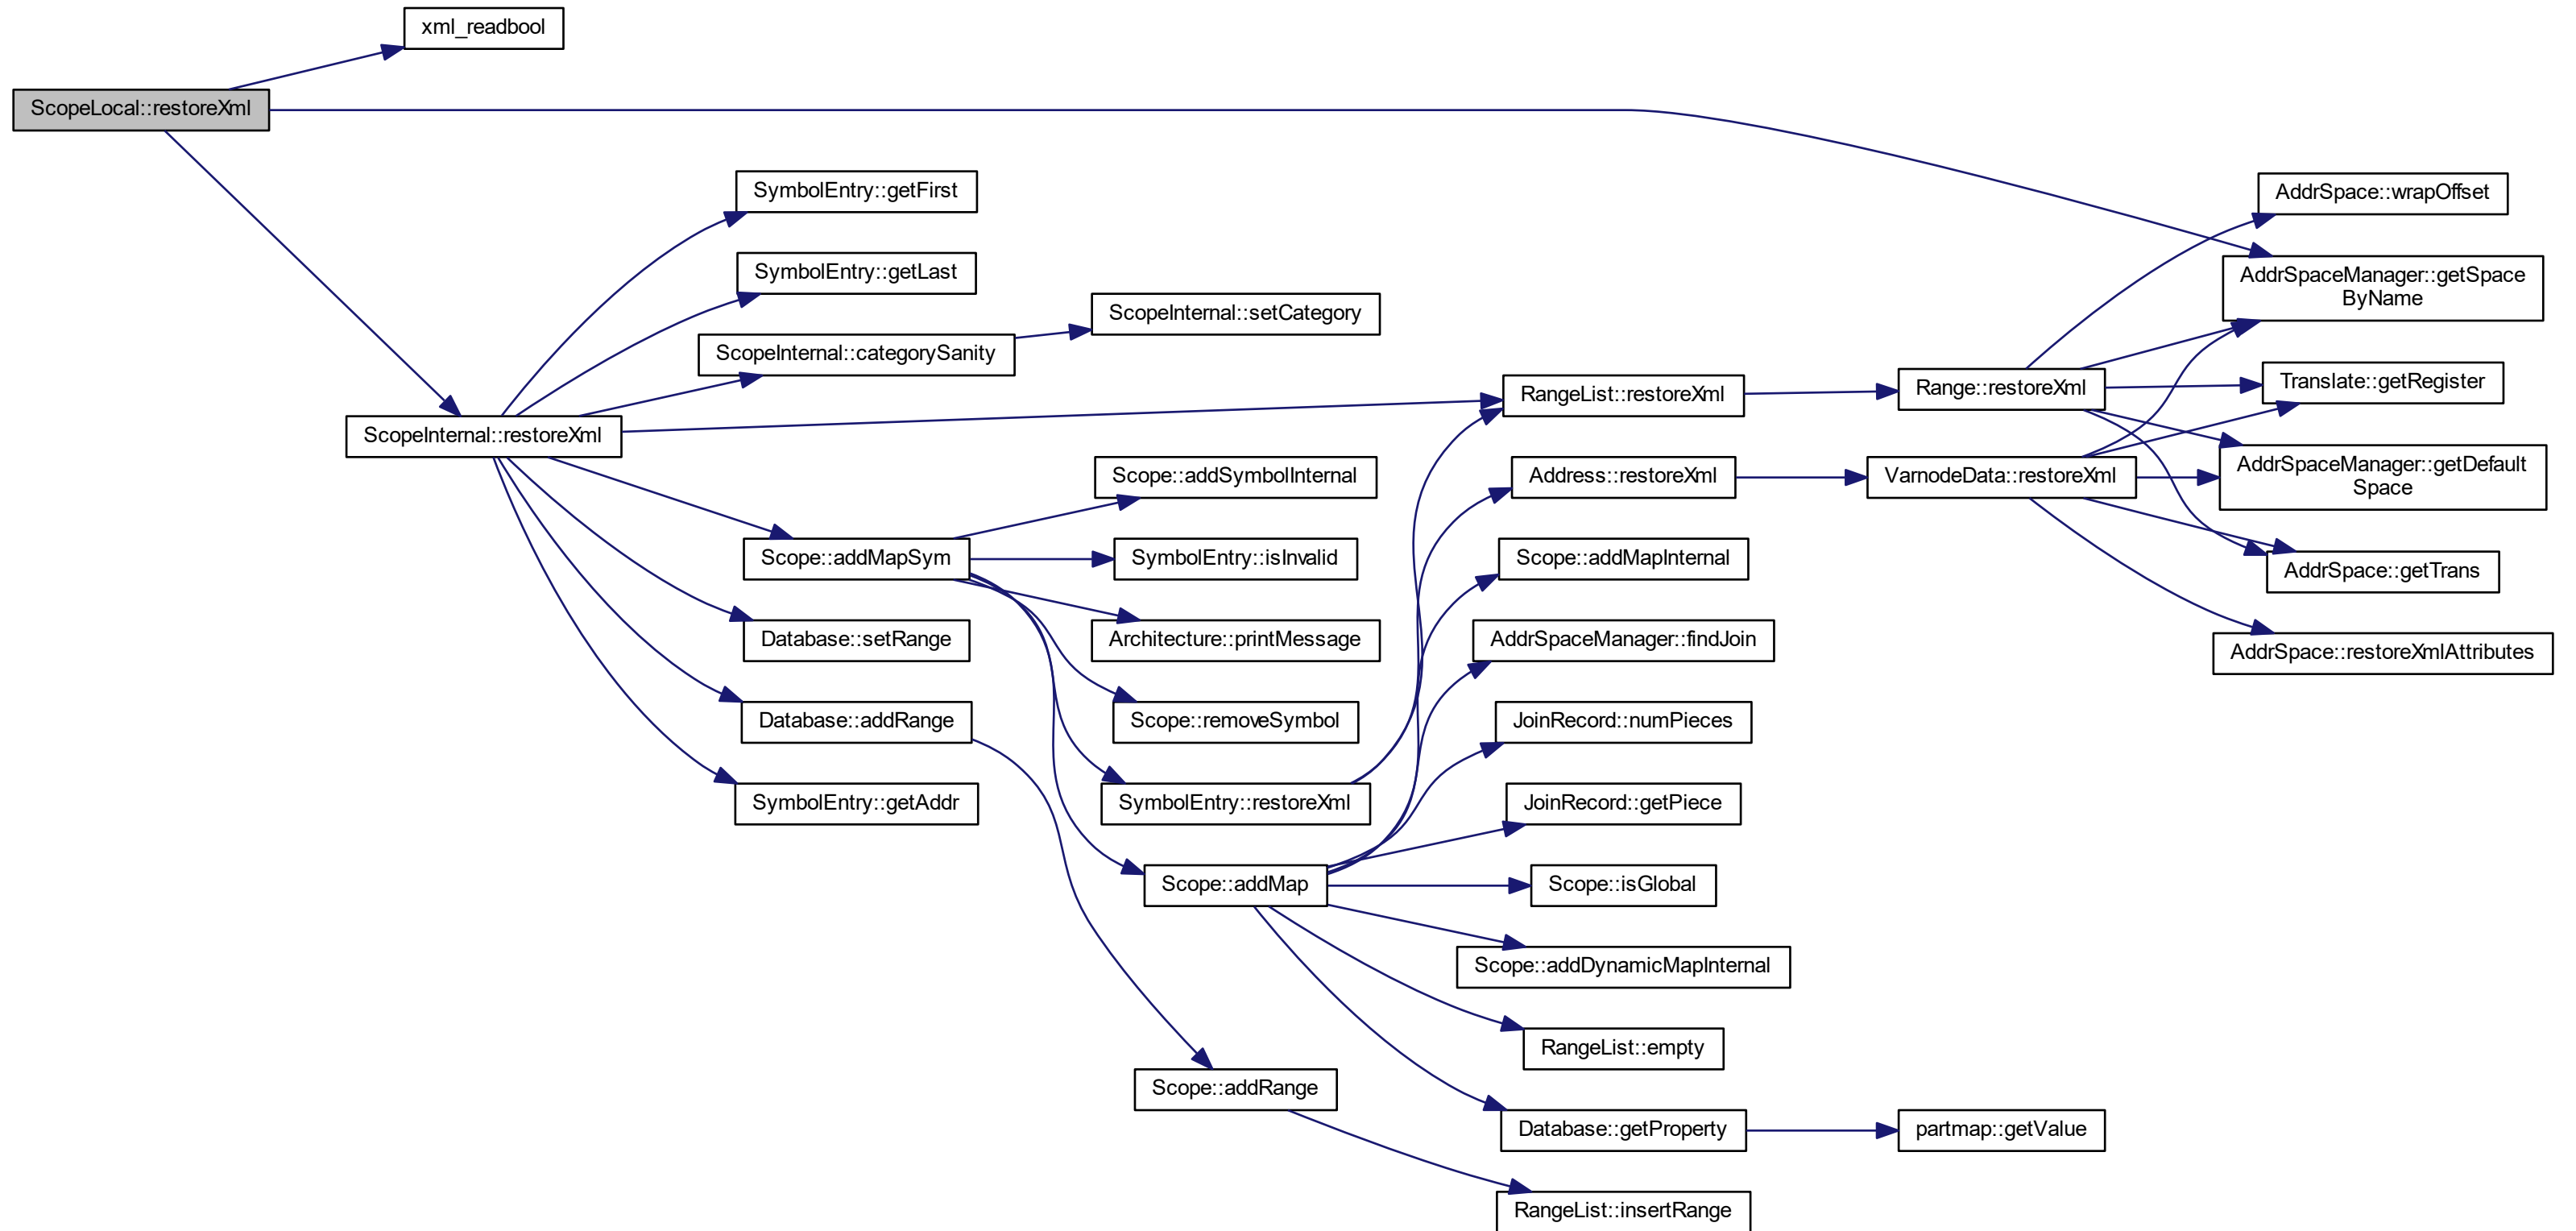 xml_readbool
ScopeLocal::restoreXml
SymbolEntry::getFirst
AddrSpace::wrapOffset
SymbolEntry::getLast
AddrSpaceManager::getSpace
ByName
ScopeInternal::setCategory
ScopeInternal::categorySanity
RangeList::restoreXml
Range::restoreXml
Translate::getRegister
ScopeInternal::restoreXml
Scope::addSymbolInternal
Address::restoreXml
VarnodeData::restoreXml
AddrSpaceManager::getDefault
Space
Scope::addMapSym
SymbolEntry::isInvalid
Scope::addMapInternal
AddrSpace::getTrans
Database::setRange
Architecture::printMessage
AddrSpaceManager::findJoin
AddrSpace::restoreXmlAttributes
Database::addRange
Scope::removeSymbol
JoinRecord::numPieces
SymbolEntry::getAddr
SymbolEntry::restoreXml
JoinRecord::getPiece
Scope::addMap
Scope::isGlobal
Scope::addDynamicMapInternal
RangeList::empty
Scope::addRange
Database::getProperty
partmap::getValue
RangeList::insertRange